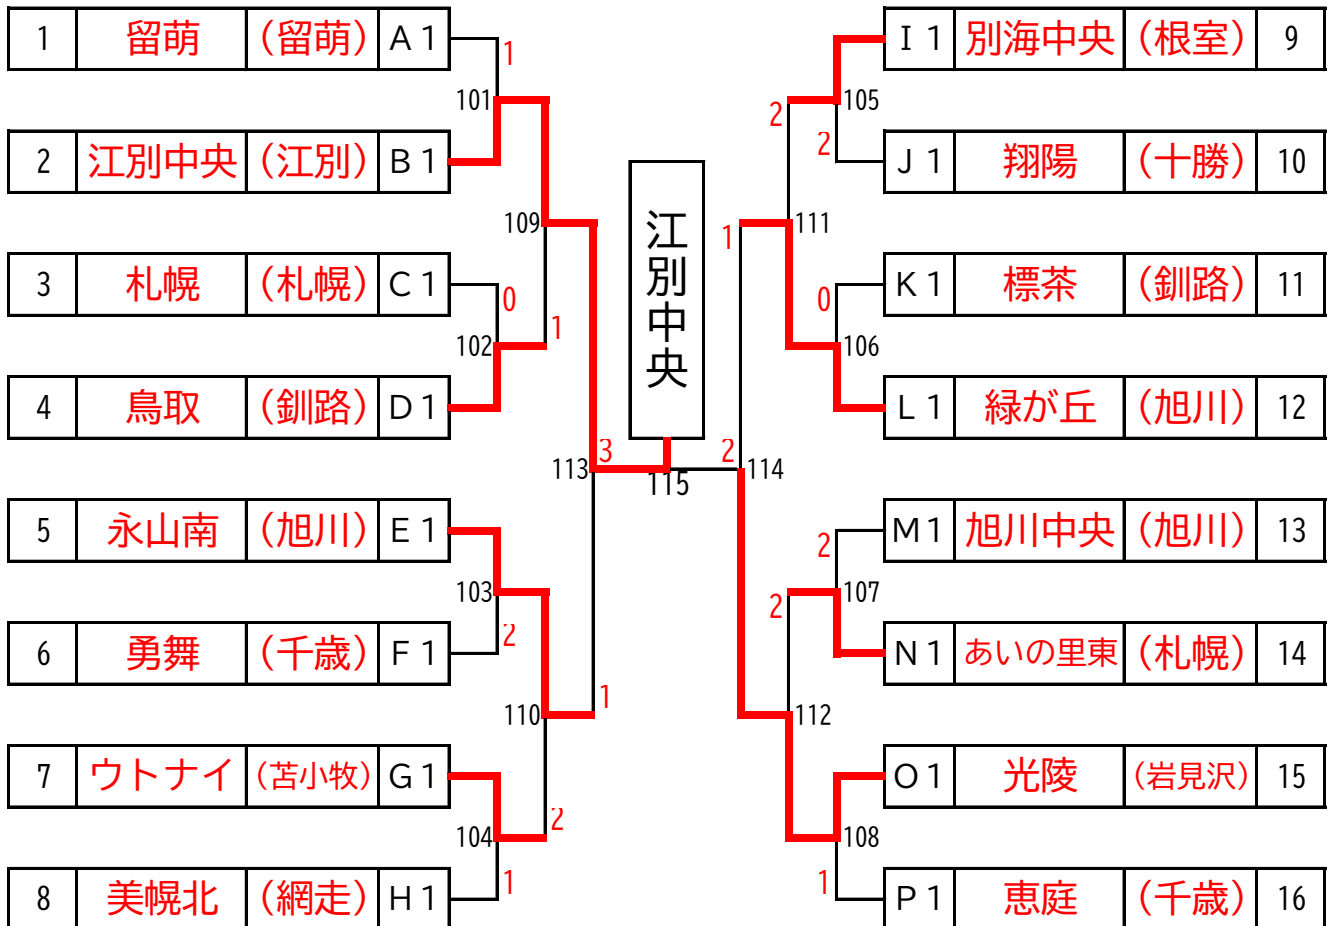 1 留萌 (留萌) A1
1
101
2 江別中央 (江別) B1
109
3 札幌 (札幌) C1
0
102
1
4 鳥取 (釧路) D1
113
3
5 永山南 (旭川) E1
103
6 勇舞 (千歳) F1
2
110
1
7 ウトナイ (苫小牧) G1
104
2
8 美幌北 (網走) H1
1
江別中央
115
I1 別海中央 (根室) 9
2
105
2
J1 翔陽 (十勝) 10
1
111
K1 標茶 (釧路) 11
0
106
L1 緑が丘 (旭川) 12
2
114
M1 旭川中央 (旭川) 13
2
107
2
N1 あいの里東 (札幌) 14
112
O1 光陵 (岩見沢) 15
108
1
P1 恵庭 (千歳) 16